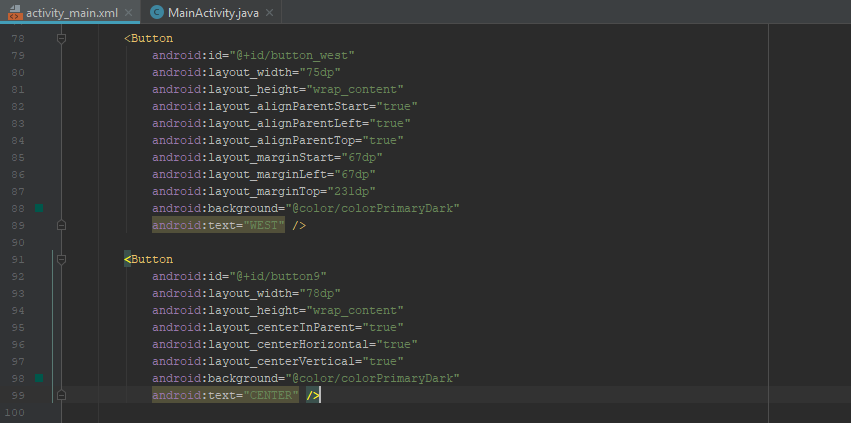 activity_main.xml × MainActivity.java ×
78 <Button
79 android:id="@+id/button_west"
80 android:layout_width="75dp"
81 android:layout_height="wrap_content"
82 android:layout_alignParentStart="true"
83 android:layout_alignParentLeft="true"
84 android:layout_alignParentTop="true"
85 android:layout_marginStart="67dp"
86 android:layout_marginLeft="67dp"
87 android:layout_marginTop="231dp"
88 android:background="@color/colorPrimaryDark"
89 android:text="WEST" />
90
91 <Button
92 android:id="@+id/button9"
93 android:layout_width="78dp"
94 android:layout_height="wrap_content"
95 android:layout_centerInParent="true"
96 android:layout_centerHorizontal="true"
97 android:layout_centerVertical="true"
98 android:background="@color/colorPrimaryDark"
99 android:text="CENTER" />
100